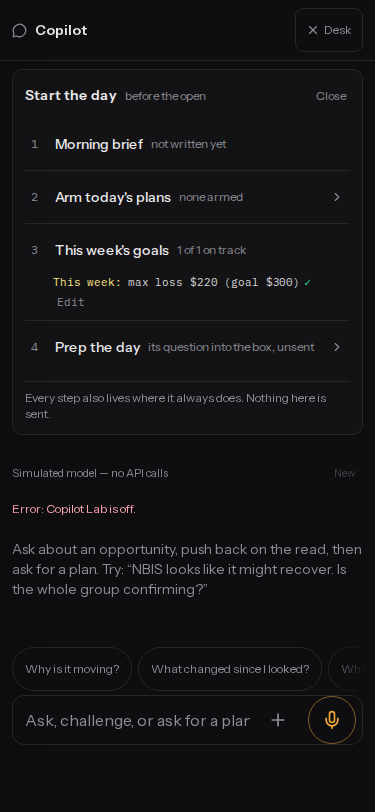 Copilot
Desk
Start the day before the open Close
1 Morning brief not written yet
2 Arm today's plans none armed
3 This week's goals 1 of 1 on track
This week: max loss $220 (goal $300) ✓
Edit
4 Prep the day its question into the box, unsent
Every step also lives where it always does. Nothing here is
sent.
Simulated model — no API calls New
Error: Copilot Lab is off.
Ask about an opportunity, push back on the read, then
ask for a plan. Try: “NBIS looks like it might recover. Is
the whole group confirming?”
Why is it moving? What changed since I looked?
Ask, challenge, or ask for a plan